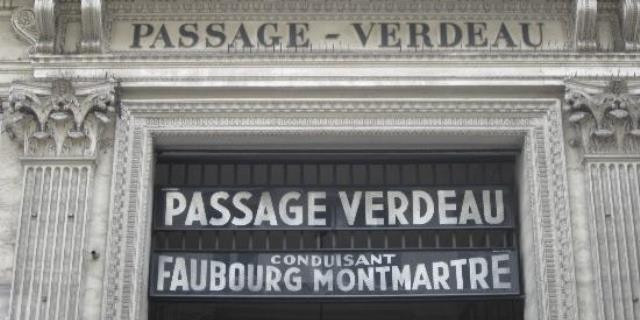 PASSAGE - VERDEAU
PASSAGE VERDEAU
CONDUISANT
FAUBOURG MONTMARTRE